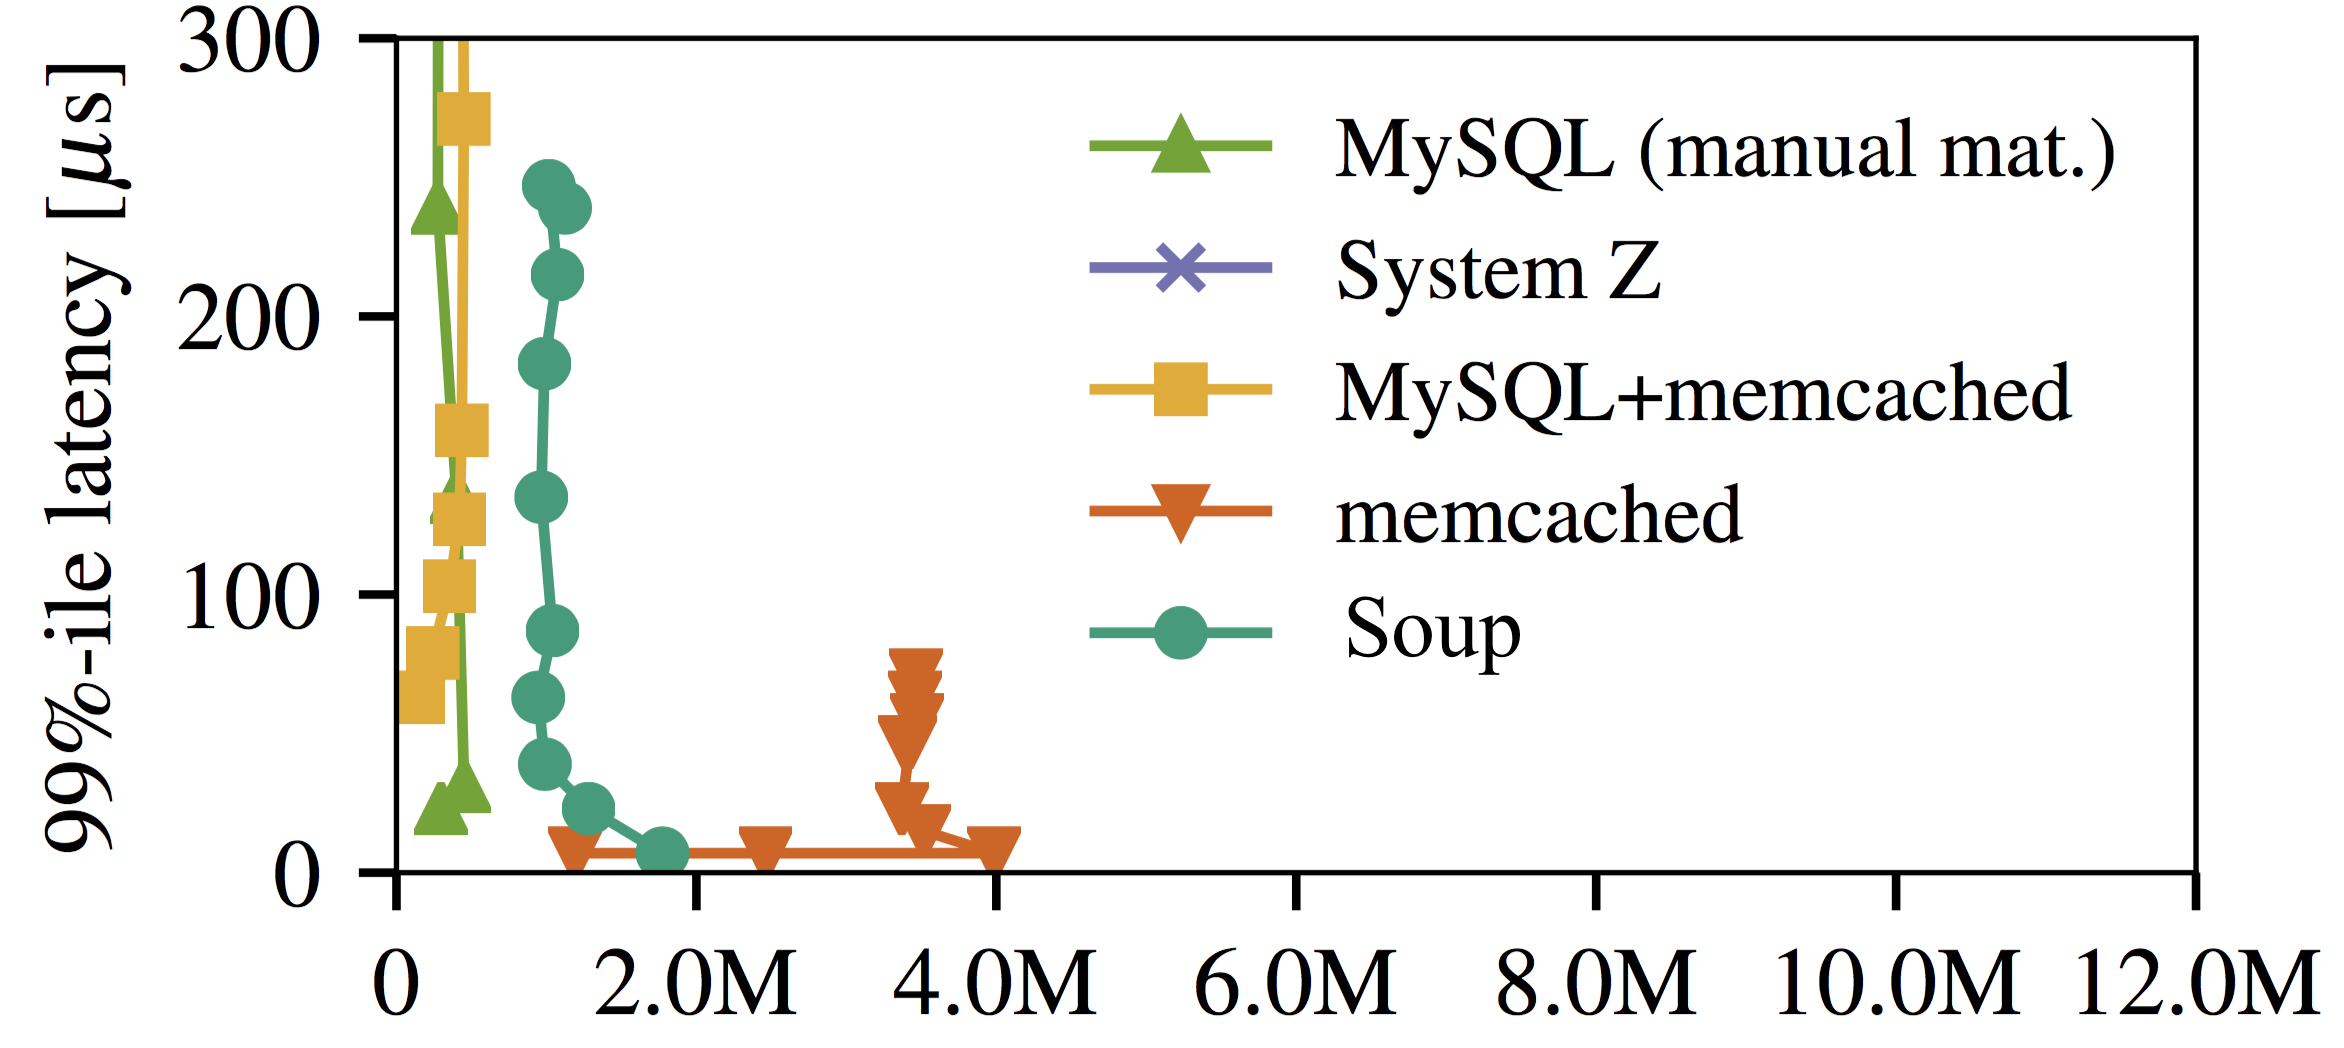 300
200
100
0
99%-ile latency [μs]
MySQL (manual mat.)
System Z
MySQL+memcached
memcached
Soup
0 2.0M 4.0M 6.0M 8.0M 10.0M 12.0M